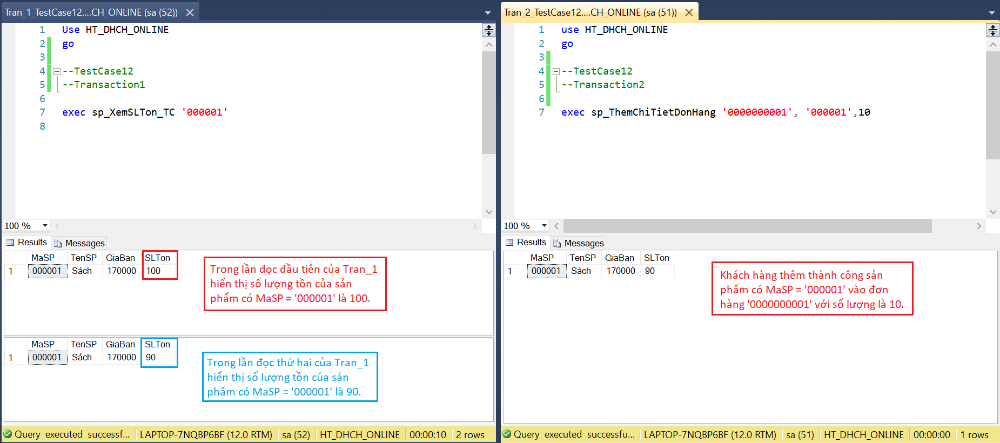 Tran_1_TestCase12....CH_ONLINE (sa (52))
1 Use HT_DHCH_ONLINE
2 go
3
4 --TestCase12
5 --Transaction1
6
7 exec sp_XemSLTon_TC '000001'
8
100 %
Results Messages
MaSP TenSP GiaBan SLTon
1 000001 Sách 170000 100
Trong lần đọc đầu tiên của Tran_1
hiển thị số lượng tồn của sản
phẩm có MaSP = '000001' là 100.
MaSP TenSP GiaBan SLTon
1 000001 Sách 170000 90
Trong lần đọc thứ hai của Tran_1
hiển thị số lượng tồn của sản
phẩm có MaSP = '000001' là 90.
Query executed successf... LAPTOP-7NQBP6BF (12.0 RTM) sa (52) HT_DHCH_ONLINE 00:00:10 2 rows
Tran_2_TestCase12....CH_ONLINE (sa (51))
1 use HT_DHCH_ONLINE
2 go
3
4 --TestCase12
5 --Transaction2
6
7 exec sp_ThemChiTietDonHang '0000000001', '000001',10
100 %
Results Messages
MaSP TenSP GiaBan SLTon
1 000001 Sách 170000 90
Khách hàng thêm thành công sản
phẩm có MaSP = '000001' vào đơn
hàng '0000000001' với số lượng là 10.
Query executed successfu... LAPTOP-7NQBP6BF (12.0 RTM) sa (51) HT_DHCH_ONLINE 00:00:00 1 rows